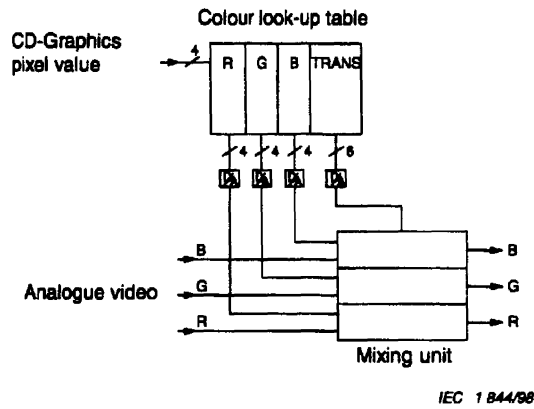 Colour look-up table
CD-Graphics
pixel value
4
R G B TRANS
4 4 4 6
D/A D/A D/A D/A
B B
Analogue video G G
R R
Mixing unit
IEC 1 844/98